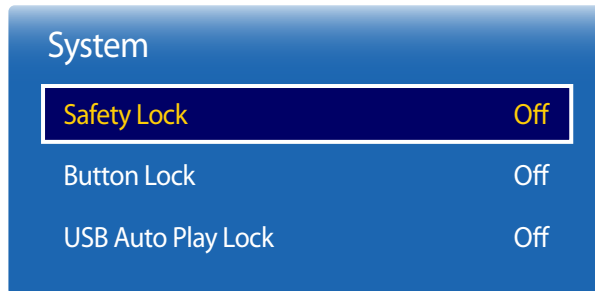 System
Safety Lock Off
Button Lock Off
USB Auto Play Lock Off